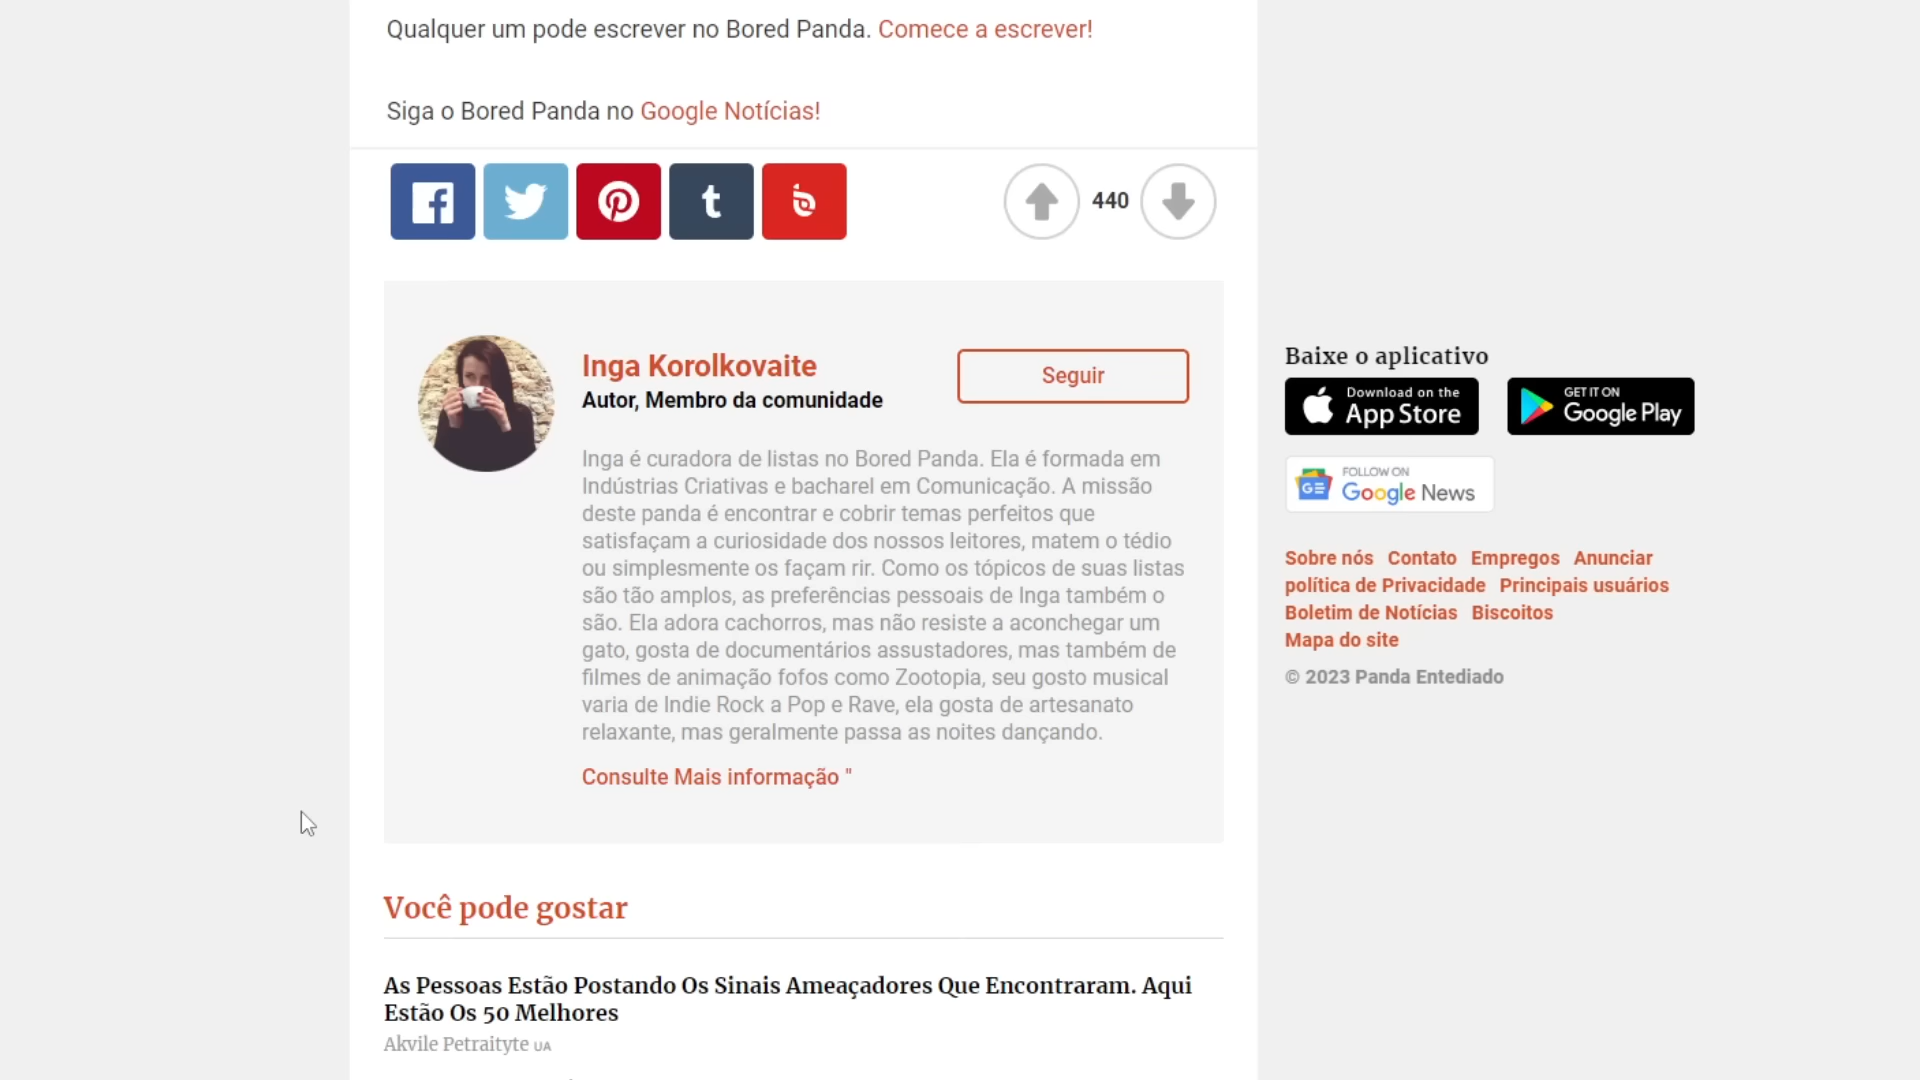 Qualquer um pode escrever no Bored Panda. Comece a escrever!
Siga o Bored Panda no Google Notícias!
440
Inga Korolkovaite
Autor, Membro da comunidade
Seguir
Inga é curadora de listas no Bored Panda. Ela é formada em
Indústrias Criativas e bacharel em Comunicação. A missão
deste panda é encontrar e cobrir temas perfeitos que
satisfaçam a curiosidade dos nossos leitores, matem o tédio
ou simplesmente os façam rir. Como os tópicos de suas listas
são tão amplos, as preferências pessoais de Inga também o
são. Ela adora cachorros, mas não resiste a aconchegar um
gato, gosta de documentários assustadores, mas também de
filmes de animação fofos como Zootopia, seu gosto musical
varia de Indie Rock a Pop e Rave, ela gosta de artesanato
relaxante, mas geralmente passa as noites dançando.
Consulte Mais informação "
Você pode gostar
As Pessoas Estão Postando Os Sinais Ameaçadores Que Encontraram. Aqui
Estão Os 50 Melhores
Akvile Petraityte UA
Baixe o aplicativo
Download on the
App Store
GET IT ON
Google Play
FOLLOW ON
Google News
Sobre nós Contato Empregos Anunciar
política de Privacidade Principais usuários
Boletim de Notícias Biscoitos
Mapa do site
© 2023 Panda Entediado